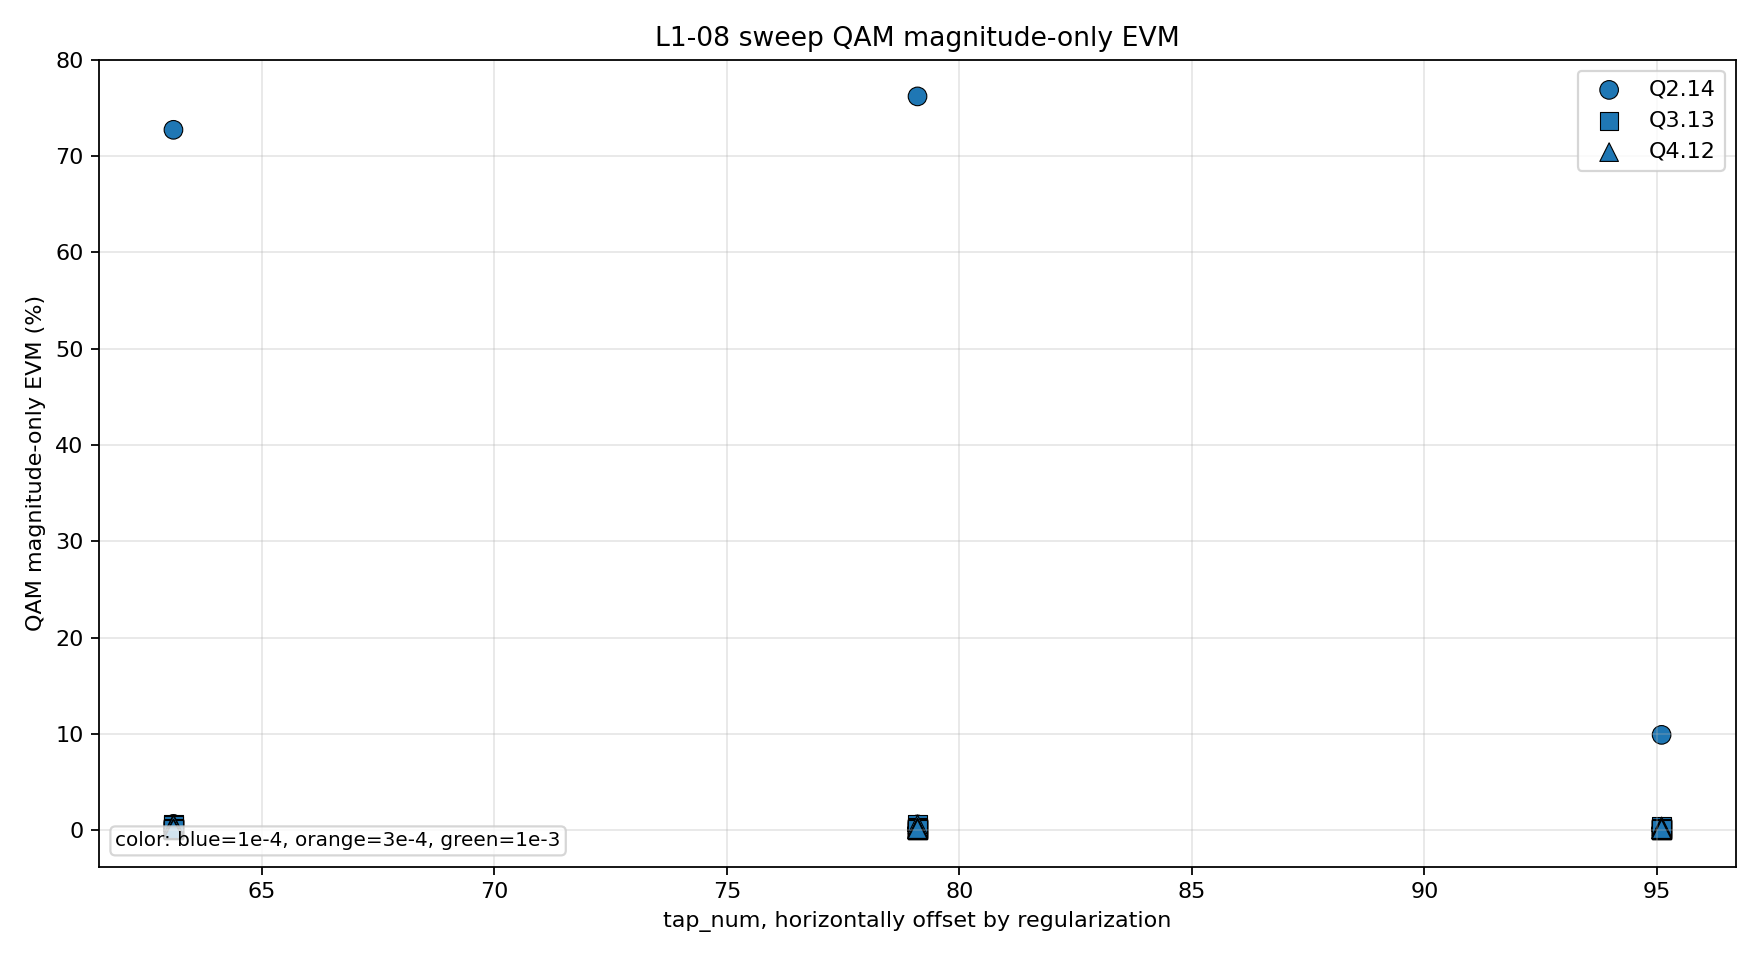 L1-08 sweep QAM magnitude-only EVM
80
70
60
50
40
30
20
10
0
QAM magnitude-only EVM (%)
Q2.14
Q3.13
Q4.12
color: blue=1e-4, orange=3e-4, green=1e-3
65
70
75
80
85
90
95
tap_num, horizontally offset by regularization